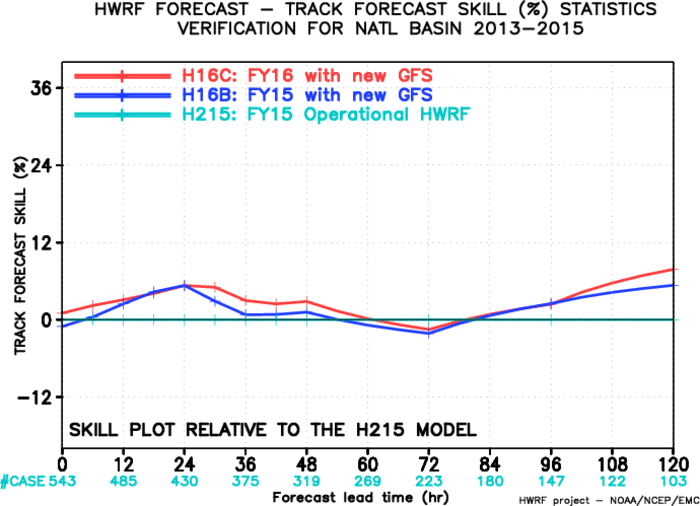 HWRF FORECAST − TRACK FORECAST SKILL (%) STATISTICS
VERIFICATION FOR NATL BASIN 2013−2015
H16C: FY16 with new GFS
H16B: FY15 with new GFS
H215: FY15 Operational HWRF
TRACK FORECAST SKILL (%)
36
24
12
0
−12
SKILL PLOT RELATIVE TO THE H215 MODEL
0 12 24 36 48 60 72 84 96 108 120
#CASE 543 485 430 375 319 269 223 180 147 122 103
Forecast lead time (hr)
HWRF project − NOAA/NCEP/EMC